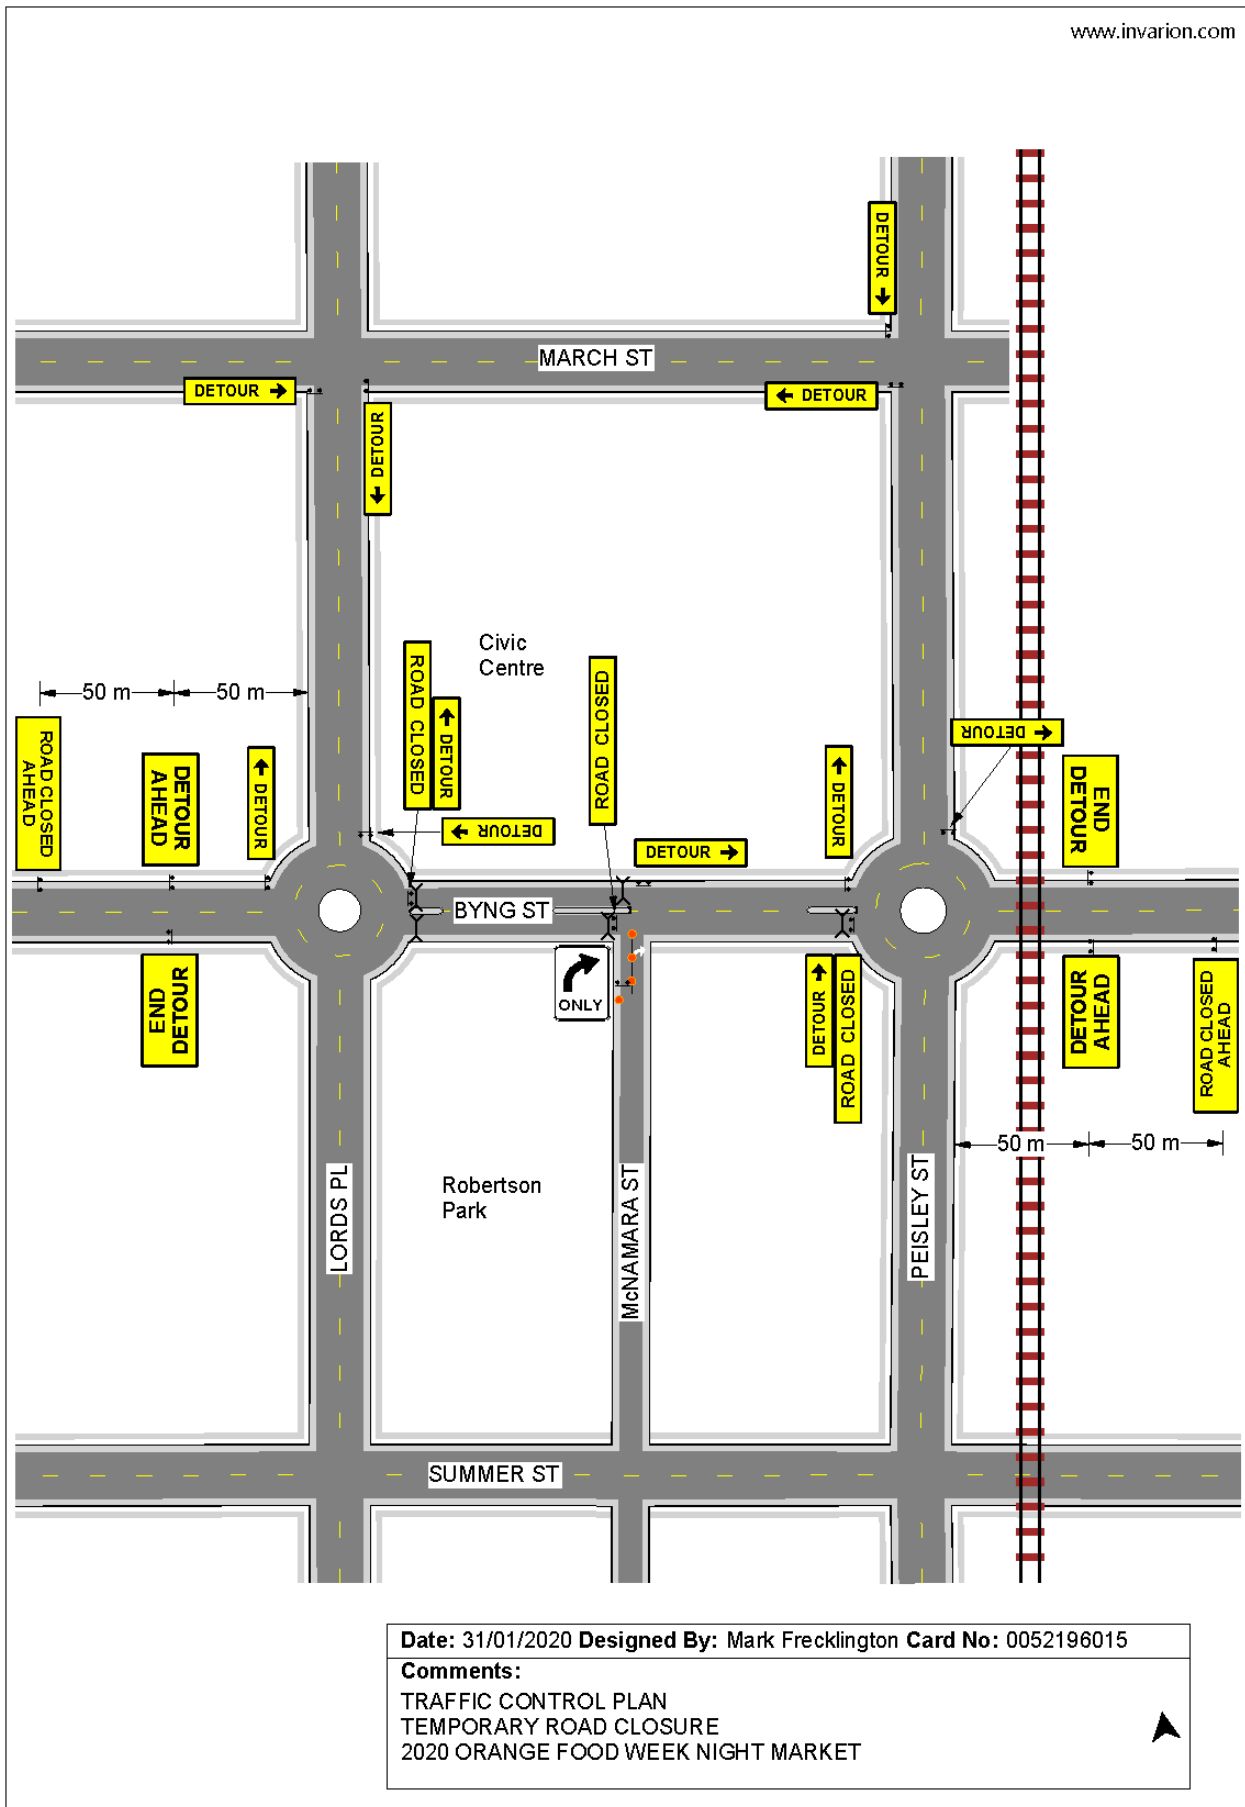 www.invarion.com
DETOUR
MARCH ST
DETOUR
DETOUR
DETOUR
Civic
Centre
ROAD CLOSED
ROAD CLOSED
DETOUR
50 m
50 m
ROAD CLOSED
AHEAD
DETOUR
AHEAD
DETOUR
DETOUR
DETOUR
DETOUR
DETOUR
END
DETOUR
BYNG ST
ONLY
END
DETOUR
DETOUR
ROAD CLOSED
DETOUR
AHEAD
ROAD CLOSED
AHEAD
50 m
50 m
LORDS PL
Robertson
Park
McNAMARA ST
PEISLEY ST
SUMMER ST
Date: 31/01/2020 Designed By: Mark Frecklington Card No: 0052196015
Comments:
TRAFFIC CONTROL PLAN
TEMPORARY ROAD CLOSURE
2020 ORANGE FOOD WEEK NIGHT MARKET